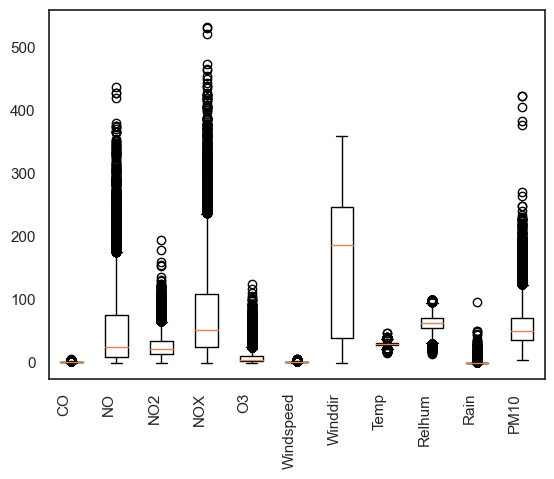 500
400
300
200
100
0
CO
NO
NO2
NOX
O3
Windspeed
Winddir
Temp
Relhum
Rain
PM10